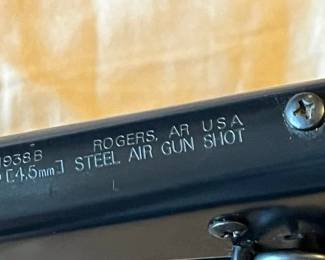 1938B ROGERS, AR USA
[4.5mm] STEEL AIR GUN SHOT